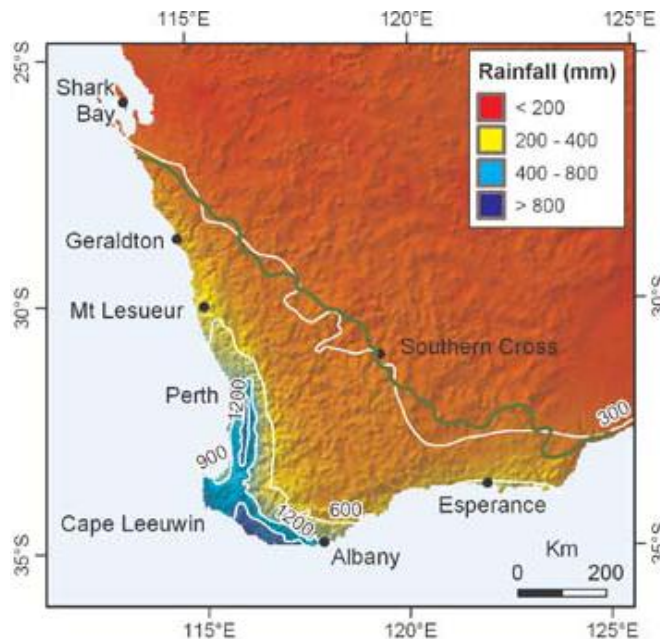 115°E 120°E 125°E
25°S
Shark
Bay
Rainfall (mm)
< 200
200 - 400
400 - 800
> 800
Geraldton
30°S
Mt Lesueur
30°S
Southern Cross
Perth
1200
300
900
Esperance
600
1200
Cape Leeuwin
Albany
Km
0 200
35°S
35°S
115°E 120°E 125°E